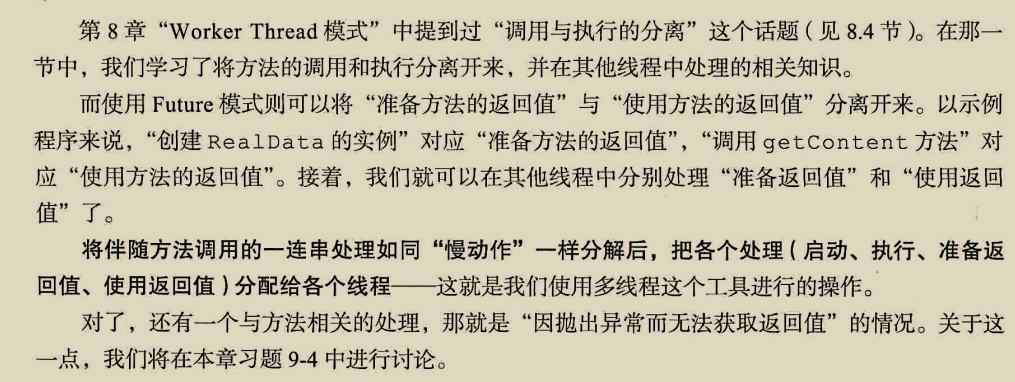 第 8 章“Worker Thread 模式”中提到过“调用与执行的分离”这个话题（见 8.4 节）。在那一
节中，我们学习了将方法的调用和执行分离开来，并在其他线程中处理的相关知识。
而使用 Future 模式则可以将“准备方法的返回值”与“使用方法的返回值”分离开来。以示例
程序来说，“创建 RealData 的实例”对应“准备方法的返回值”，“调用 getContent 方法”对
应“使用方法的返回值”。接着，我们就可以在其他线程中分别处理“准备返回值”和“使用返回
值”了。
将伴随方法调用的一连串处理如同“慢动作”一样分解后，把各个处理（启动、执行、准备返
回值、使用返回值）分配给各个线程——这就是我们使用多线程这个工具进行的操作。
对了，还有一个与方法相关的处理，那就是“因抛出异常而无法获取返回值”的情况。关于这
一点，我们将在本章习题 9-4 中进行讨论。